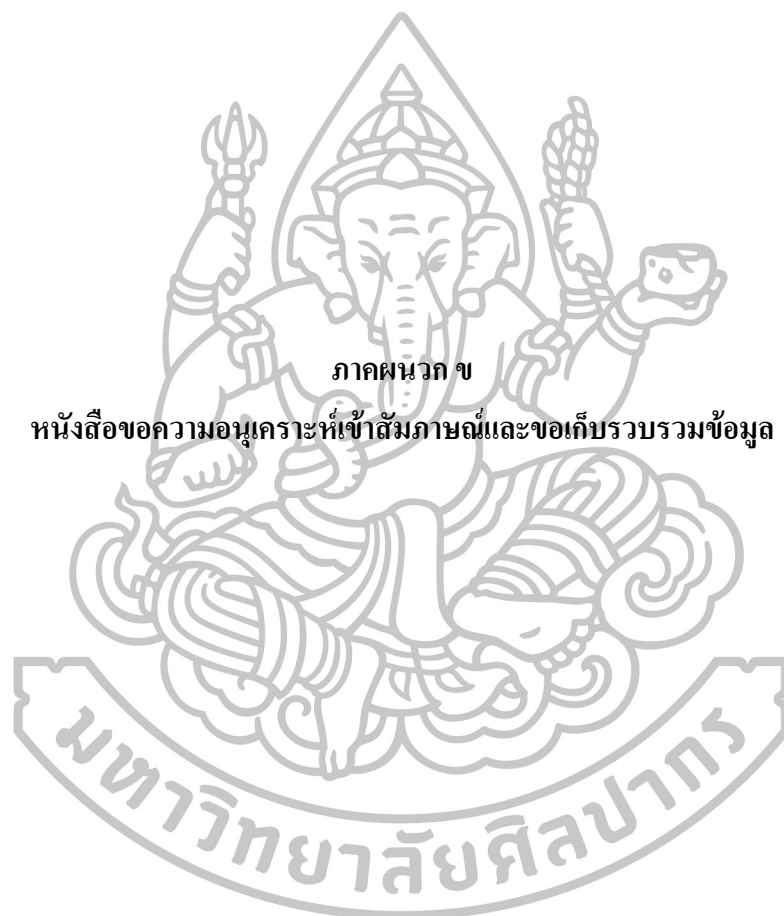 ภาคผนวก ข
หนังสือขอความอนุเคราะห์เข้าสัมภาษณ์และขอเก็บรวบรวมข้อมูล
มหาวิทยาลัยศิลปากร